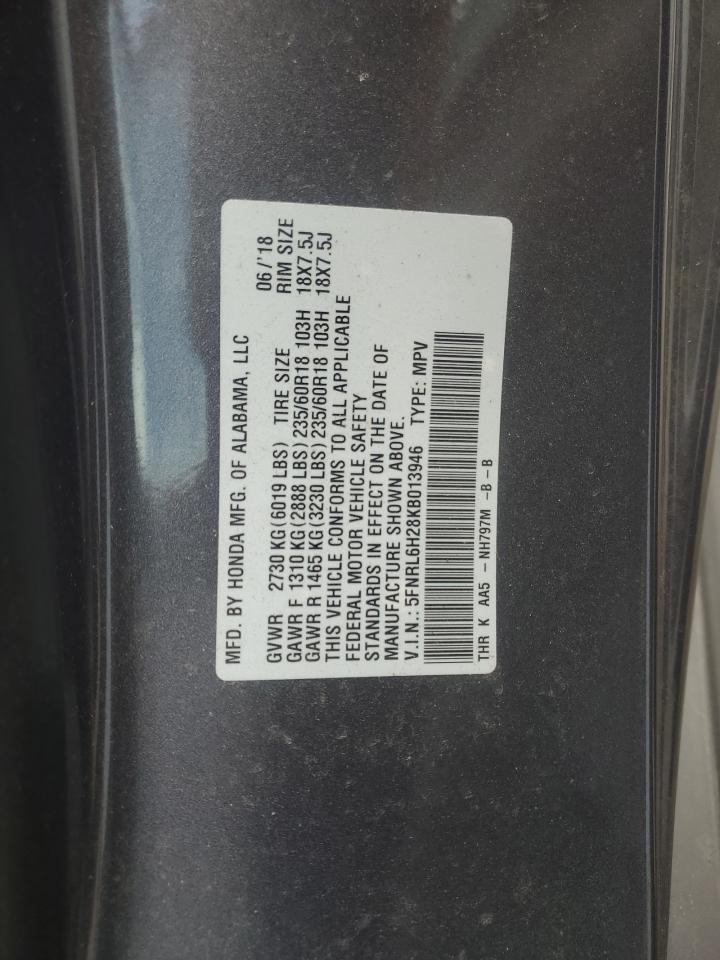 MFD. BY HONDA MFG. OF ALABAMA, LLC 06/'18
GVWR 2730 KG(6019 LBS) TIRE SIZE RIM SIZE
GAWR F 1310 KG(2888 LBS)235/60R18 103H 18X7.5J
GAWR R 1465 KG(3230 LBS)235/60R18 103H 18X7.5J
THIS VEHICLE CONFORMS TO ALL APPLICABLE
FEDERAL MOTOR VEHICLE SAFETY
STANDARDS IN EFFECT ON THE DATE OF
MANUFACTURE SHOWN ABOVE.
V.I.N.: 5FNRL6H28KB013946 TYPE: MPV
THR K AA5 - NH797M -B-B